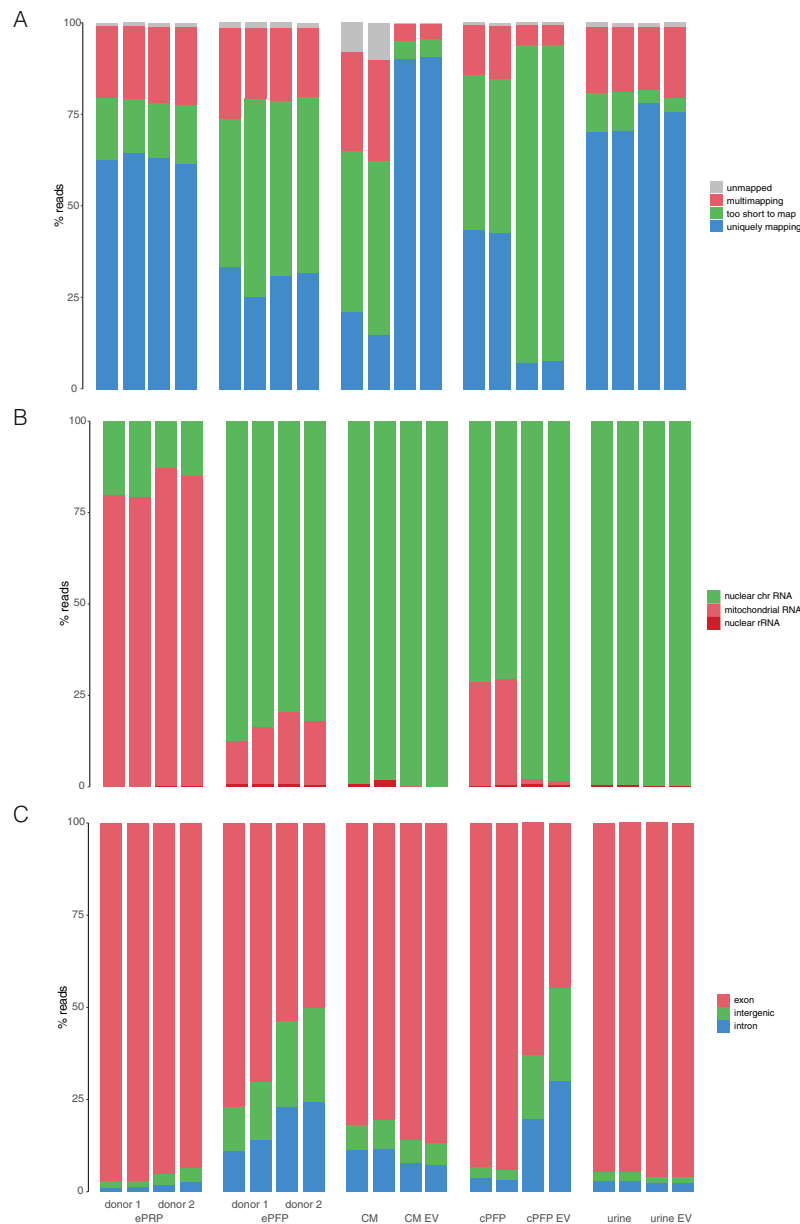 A
100
75
50
25
0
% reads
unmapped
multimapping
too short to map
uniquely mapping
B
100
75
50
25
0
% reads
nuclear chr RNA
mitochondrial RNA
nuclear rRNA
C
100
75
50
25
0
% reads
exon
intergenic
intron
donor 1 donor 2 donor 1 donor 2
ePRP ePFP CM CM EV cPFP cPFP EV urine urine EV